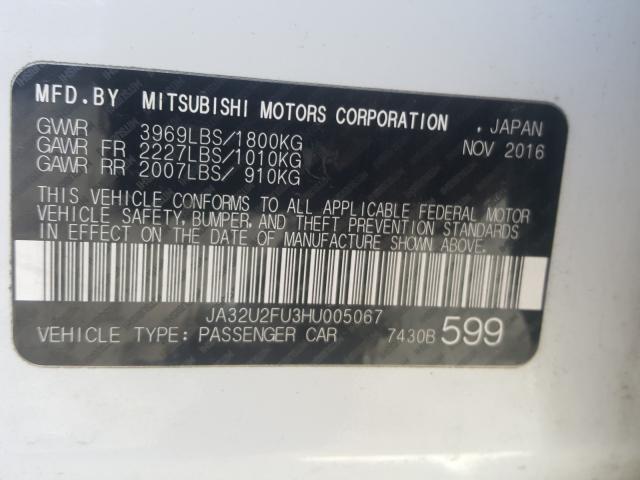 MFD.BY MITSUBISHI MOTORS CORPORATION , JAPAN
GVWR 3969LBS/1800KG NOV 2016
GAWR FR 2227LBS/1010KG
GAWR RR 2007LBS/ 910KG
THIS VEHICLE CONFORMS TO ALL APPLICABLE FEDERAL MOTOR
VEHICLE SAFETY, BUMPER, AND THEFT PREVENTION STANDARDS
IN EFFECT ON THE DATE OF MANUFACTURE SHOWN ABOVE.
JA32U2FU3HU005067
VEHICLE TYPE: PASSENGER CAR 7430B 599